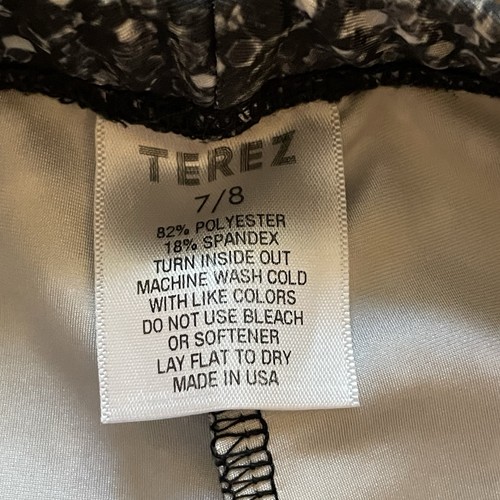 TEREZ
7/8
82% POLYESTER
18% SPANDEX
TURN INSIDE OUT
MACHINE WASH COLD
WITH LIKE COLORS
DO NOT USE BLEACH
OR SOFTENER
LAY FLAT TO DRY
MADE IN USA